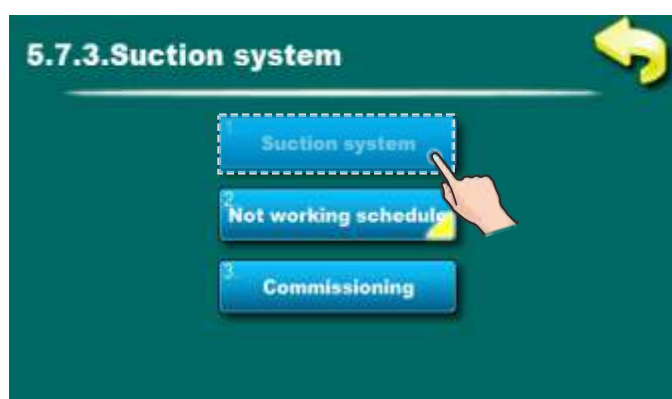 5.7.3.Suction system
1.
Suction system
2.
Not working schedule
3.
Commissioning